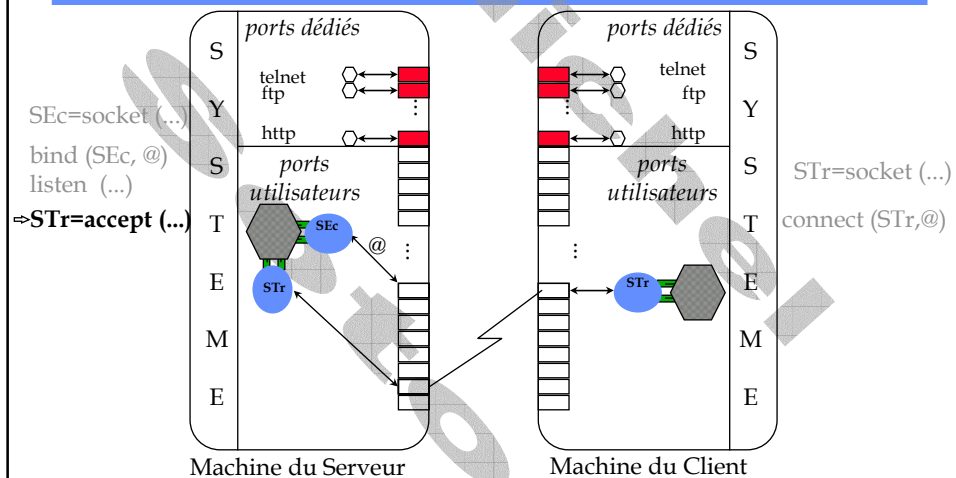 ports dédiés
telnet
ftp
http
ports
utilisateurs
SEc
STr
@
S
Y
S
T
E
M
E
SEc=socket (...)
bind (SEc, @)
listen (...)
⇨STr=accept (...)
Machine du Serveur
ports dédiés
telnet
ftp
http
ports
utilisateurs
STr
S
Y
S
T
E
M
E
STr=socket (...)
connect (STr,@)
Machine du Client